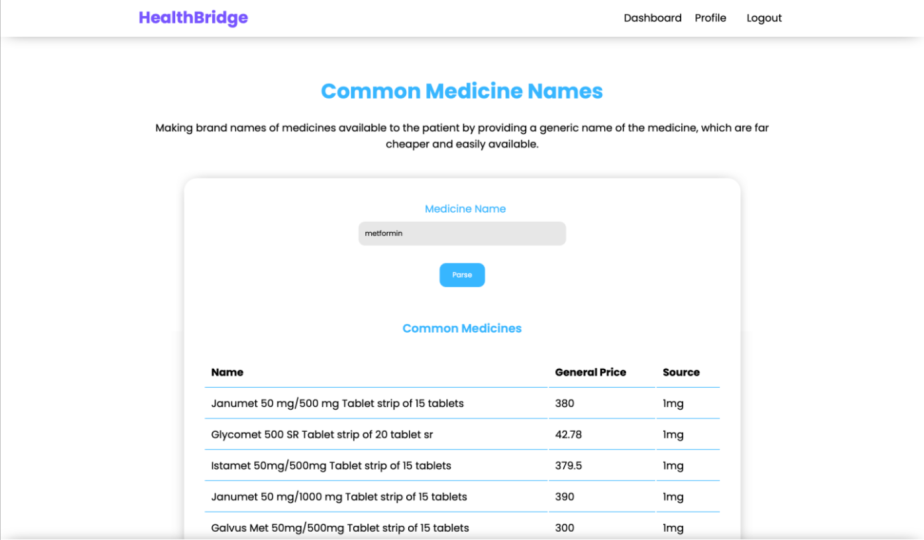 HealthBridge Dashboard Profile Logout
Common Medicine Names
Making brand names of medicines available to the patient by providing a generic name of the medicine, which are far
cheaper and easily available.
Medicine Name
metformin
Parse
Common Medicines
Name General Price Source
Janumet 50 mg/500 mg Tablet strip of 15 tablets 380 1mg
Glycomet 500 SR Tablet strip of 20 tablet sr 42.78 1mg
Istamet 50mg/500mg Tablet strip of 15 tablets 379.5 1mg
Janumet 50 mg/1000 mg Tablet strip of 15 tablets 390 1mg
Galvus Met 50mg/500mg Tablet strip of 15 tablets 300 1mg